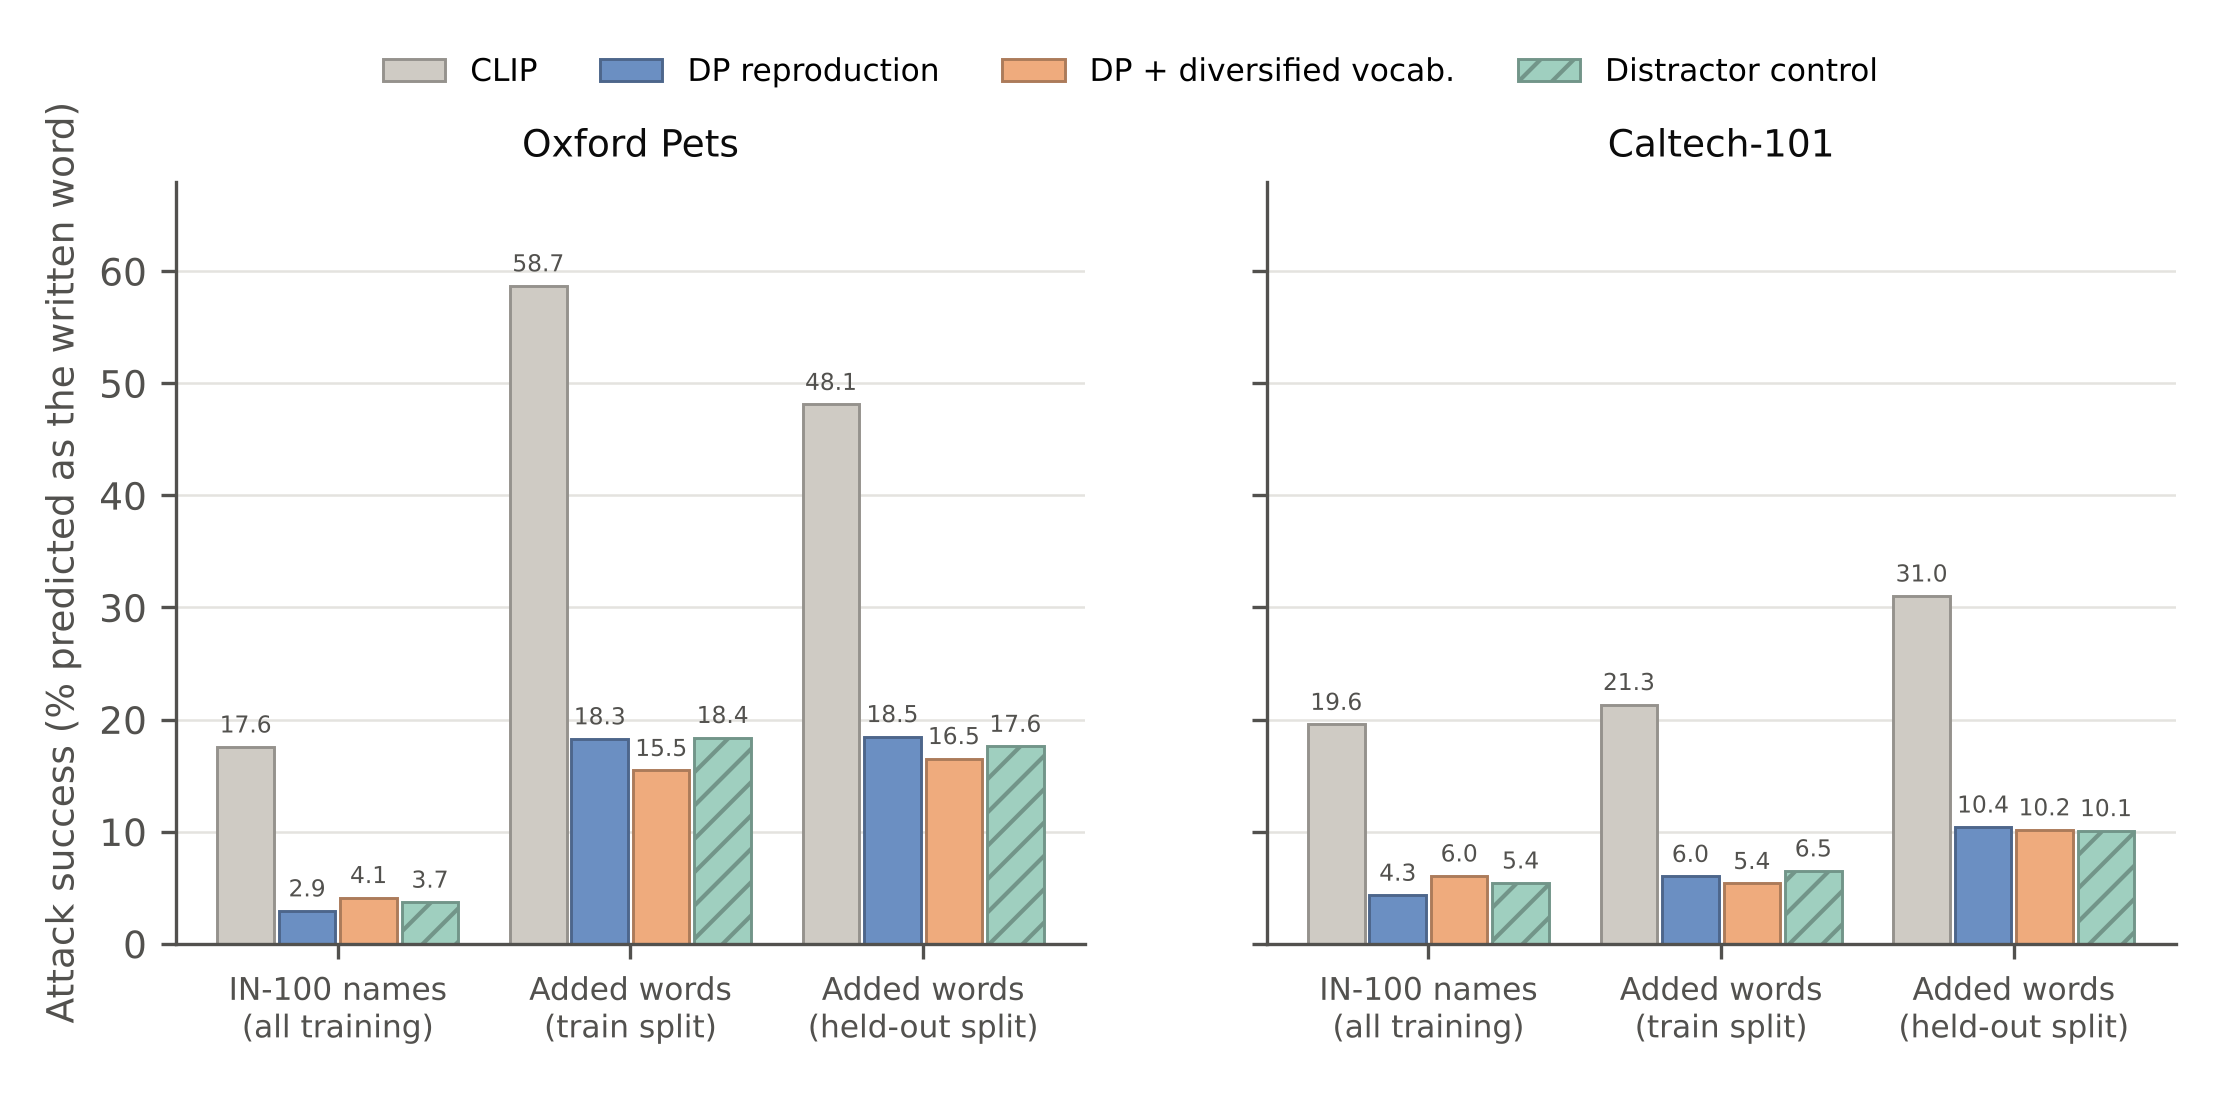 CLIP
DP reproduction
DP + diversified vocab.
Distractor control
Attack success (% predicted as the written word)
Oxford Pets
60
50
40
30
20
10
0
17.6
2.9
4.1
3.7
58.7
18.3
15.5
18.4
48.1
18.5
16.5
17.6
IN-100 names
(all training)
Added words
(train split)
Added words
(held-out split)
Caltech-101
19.6
4.3
6.0
5.4
21.3
6.0
5.4
6.5
31.0
10.4
10.2
10.1
IN-100 names
(all training)
Added words
(train split)
Added words
(held-out split)